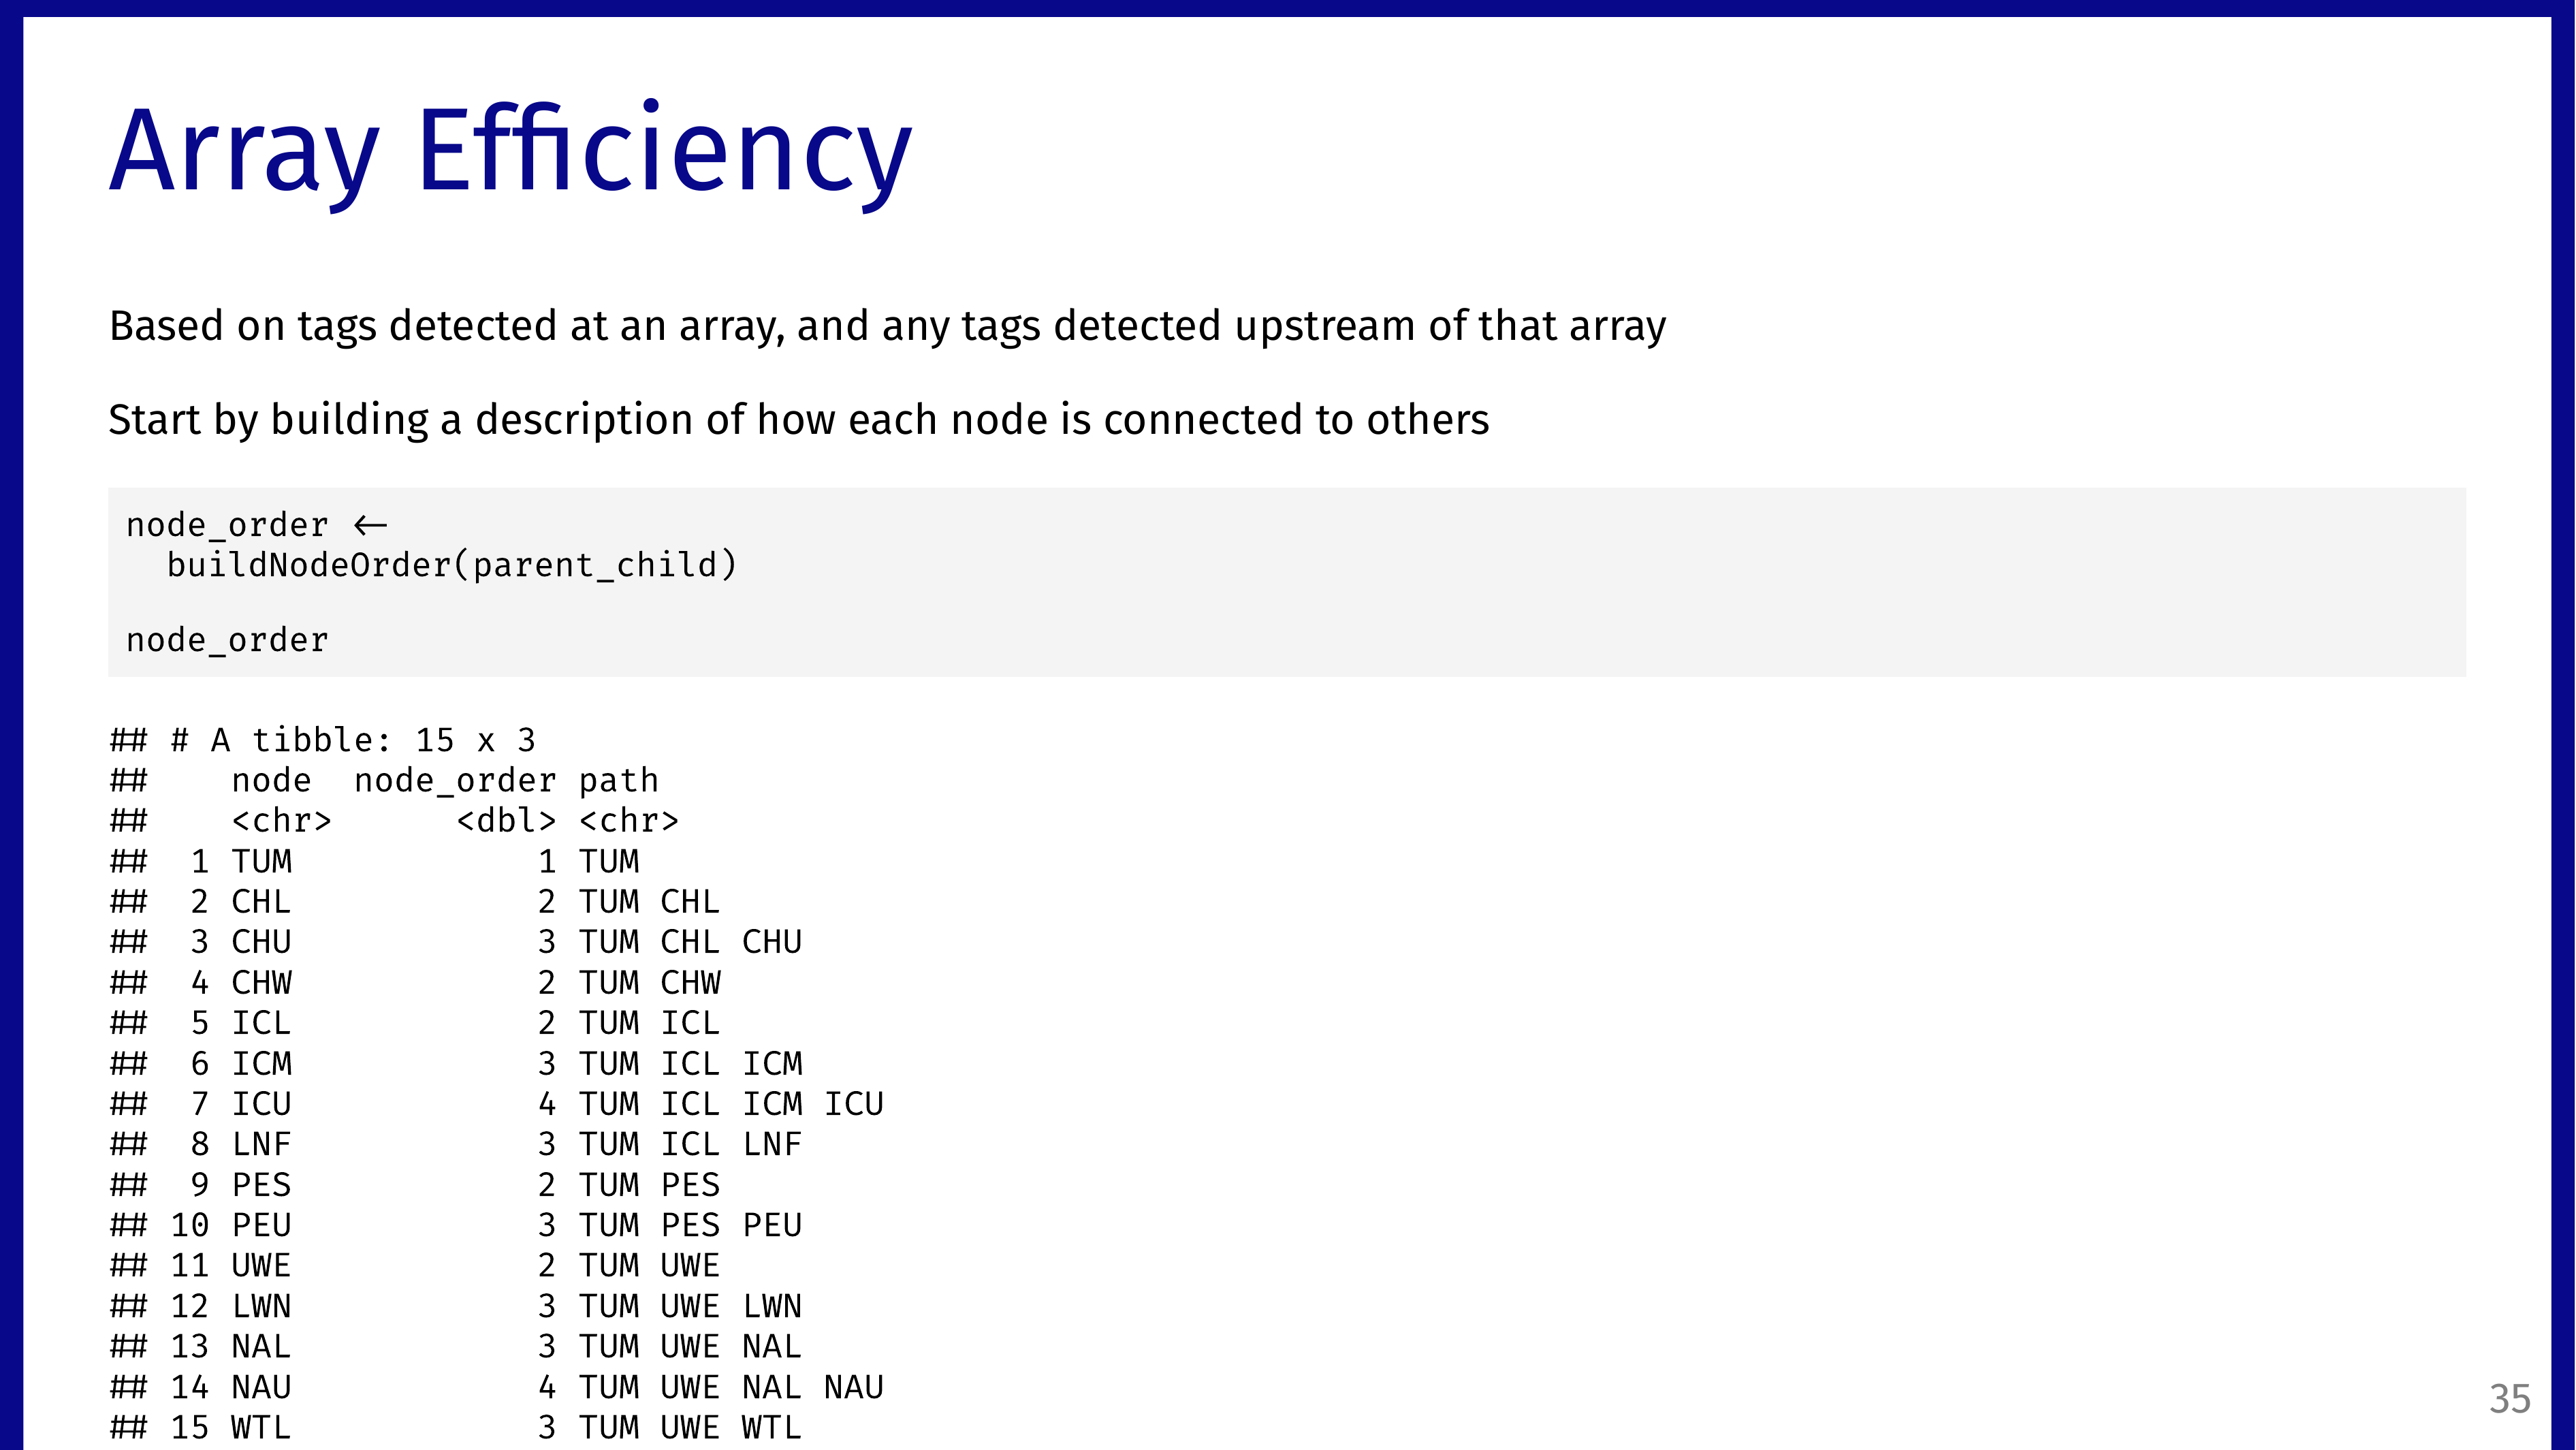 Array Efficiency
Based on tags detected at an array, and any tags detected upstream of that array
Start by building a description of how each node is connected to others
node_order ←
  buildNodeOrder(parent_child)
node_order
## # A tibble: 15 x 3
##    node  node_order path
##    <chr>      <dbl> <chr>
##  1 TUM            1 TUM
##  2 CHL            2 TUM CHL
##  3 CHU            3 TUM CHL CHU
##  4 CHW            2 TUM CHW
##  5 ICL            2 TUM ICL
##  6 ICM            3 TUM ICL ICM
##  7 ICU            4 TUM ICL ICM ICU
##  8 LNF            3 TUM ICL LNF
##  9 PES            2 TUM PES
## 10 PEU            3 TUM PES PEU
## 11 UWE            2 TUM UWE
## 12 LWN            3 TUM UWE LWN
## 13 NAL            3 TUM UWE NAL
## 14 NAU            4 TUM UWE NAL NAU
## 15 WTL            3 TUM UWE WTL
35